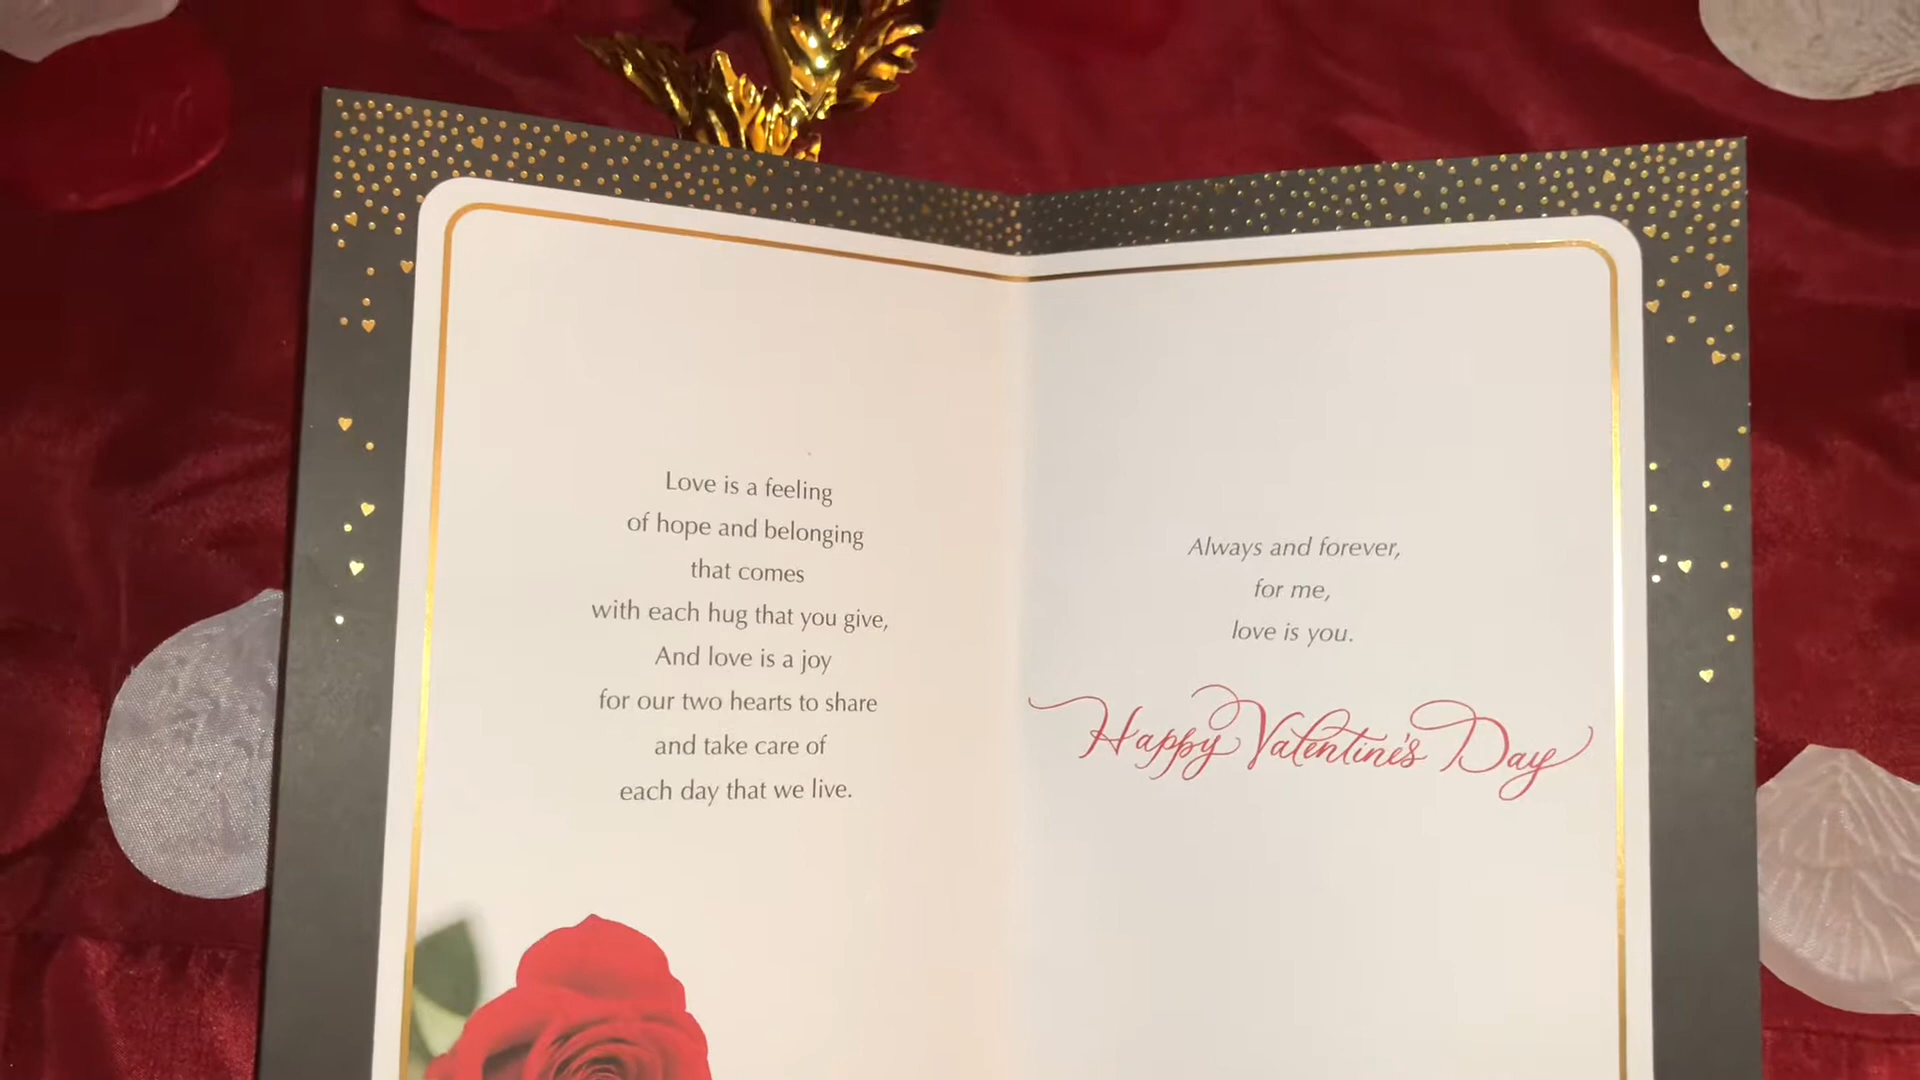 Love is a feeling
of hope and belonging
that comes
with each hug that you give,
And love is a joy
for our two hearts to share
and take care of
each day that we live.
Always and forever,
for me,
love is you.
Happy Valentine's Day